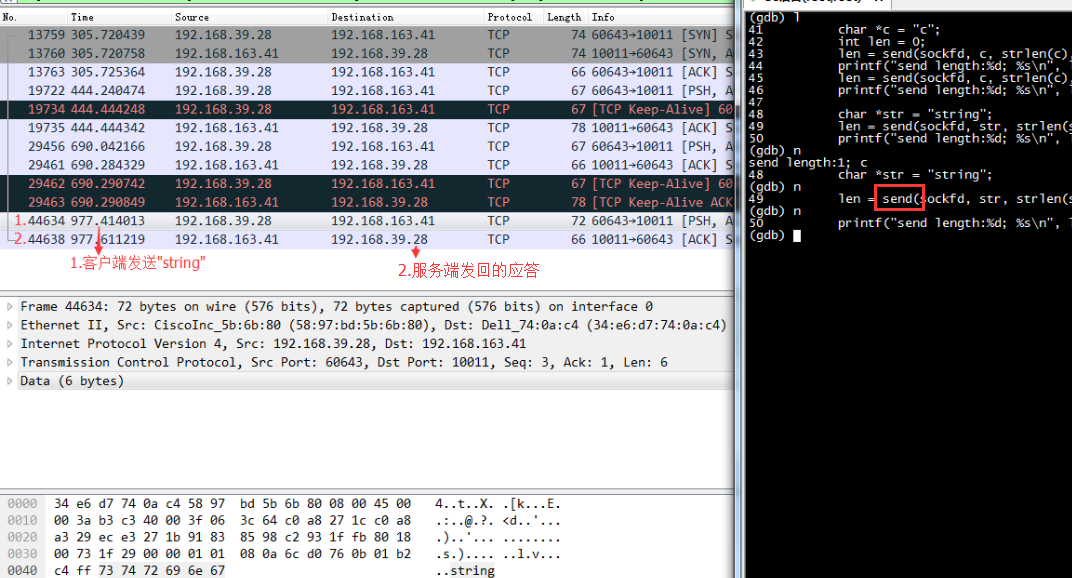 No. Time Source Destination Protocol Length Info
13759 305.720439 192.168.39.28 192.168.163.41 TCP 74 60643→10011 [SYN] S
13760 305.720758 192.168.163.41 192.168.39.28 TCP 74 10011→60643 [SYN, A
13763 305.725364 192.168.39.28 192.168.163.41 TCP 66 60643→10011 [ACK] S
19722 444.240474 192.168.39.28 192.168.163.41 TCP 67 60643→10011 [PSH, A
19734 444.444248 192.168.39.28 192.168.163.41 TCP 67 [TCP Keep-Alive] 60
19735 444.444342 192.168.163.41 192.168.39.28 TCP 78 10011→60643 [ACK] S
29456 690.042166 192.168.39.28 192.168.163.41 TCP 67 60643→10011 [PSH, A
29461 690.284329 192.168.163.41 192.168.39.28 TCP 66 10011→60643 [ACK] S
29462 690.290742 192.168.39.28 192.168.163.41 TCP 67 [TCP Keep-Alive] 60
29463 690.290849 192.168.163.41 192.168.39.28 TCP 78 [TCP Keep-Alive ACK
1. 44634 977.414013 192.168.39.28 192.168.163.41 TCP 72 60643→10011 [PSH, A
2. 44638 977.611219 192.168.163.41 192.168.39.28 TCP 66 10011→60643 [ACK] S
1.客户端发送"string"
2.服务端发回的应答
Frame 44634: 72 bytes on wire (576 bits), 72 bytes captured (576 bits) on interface 0
Ethernet II, Src: CiscoInc_5b:6b:80 (58:97:bd:5b:6b:80), Dst: Dell_74:0a:c4 (34:e6:d7:74:0a:c4)
Internet Protocol Version 4, Src: 192.168.39.28, Dst: 192.168.163.41
Transmission Control Protocol, Src Port: 60643, Dst Port: 10011, Seq: 3, Ack: 1, Len: 6
Data (6 bytes)
0000 34 e6 d7 74 0a c4 58 97 bd 5b 6b 80 08 00 45 00 4..t..X. .[k...E.
0010 00 3a b3 c3 40 00 3f 06 3c 64 c0 a8 27 1c c0 a8 .:..@.?. <d..'...
0020 a3 29 ec e3 27 1b 91 83 85 98 c2 93 1f fb 80 18 .)..'... ........
0030 00 73 1f 29 00 00 01 01 08 0a 6c d0 76 0b 01 b2 .s.).... ..l.v...
0040 c4 ff 73 74 72 69 6e 67 ..string
(gdb) l
41 char *c = "c";
42 int len = 0;
43 len = send(sockfd, c, strlen(c),
44 printf("send length:%d; %s\n", l
45 len = send(sockfd, c, strlen(c),
46 printf("send length:%d; %s\n", l
47
48 char *str = "string";
49 len = send(sockfd, str, strlen(s
50 printf("send length:%d; %s\n", l
(gdb) n
send length:1; c
48 char *str = "string";
(gdb) n
49 len = send(sockfd, str, strlen(s
(gdb) n
50 printf("send length:%d; %s\n", l
(gdb)